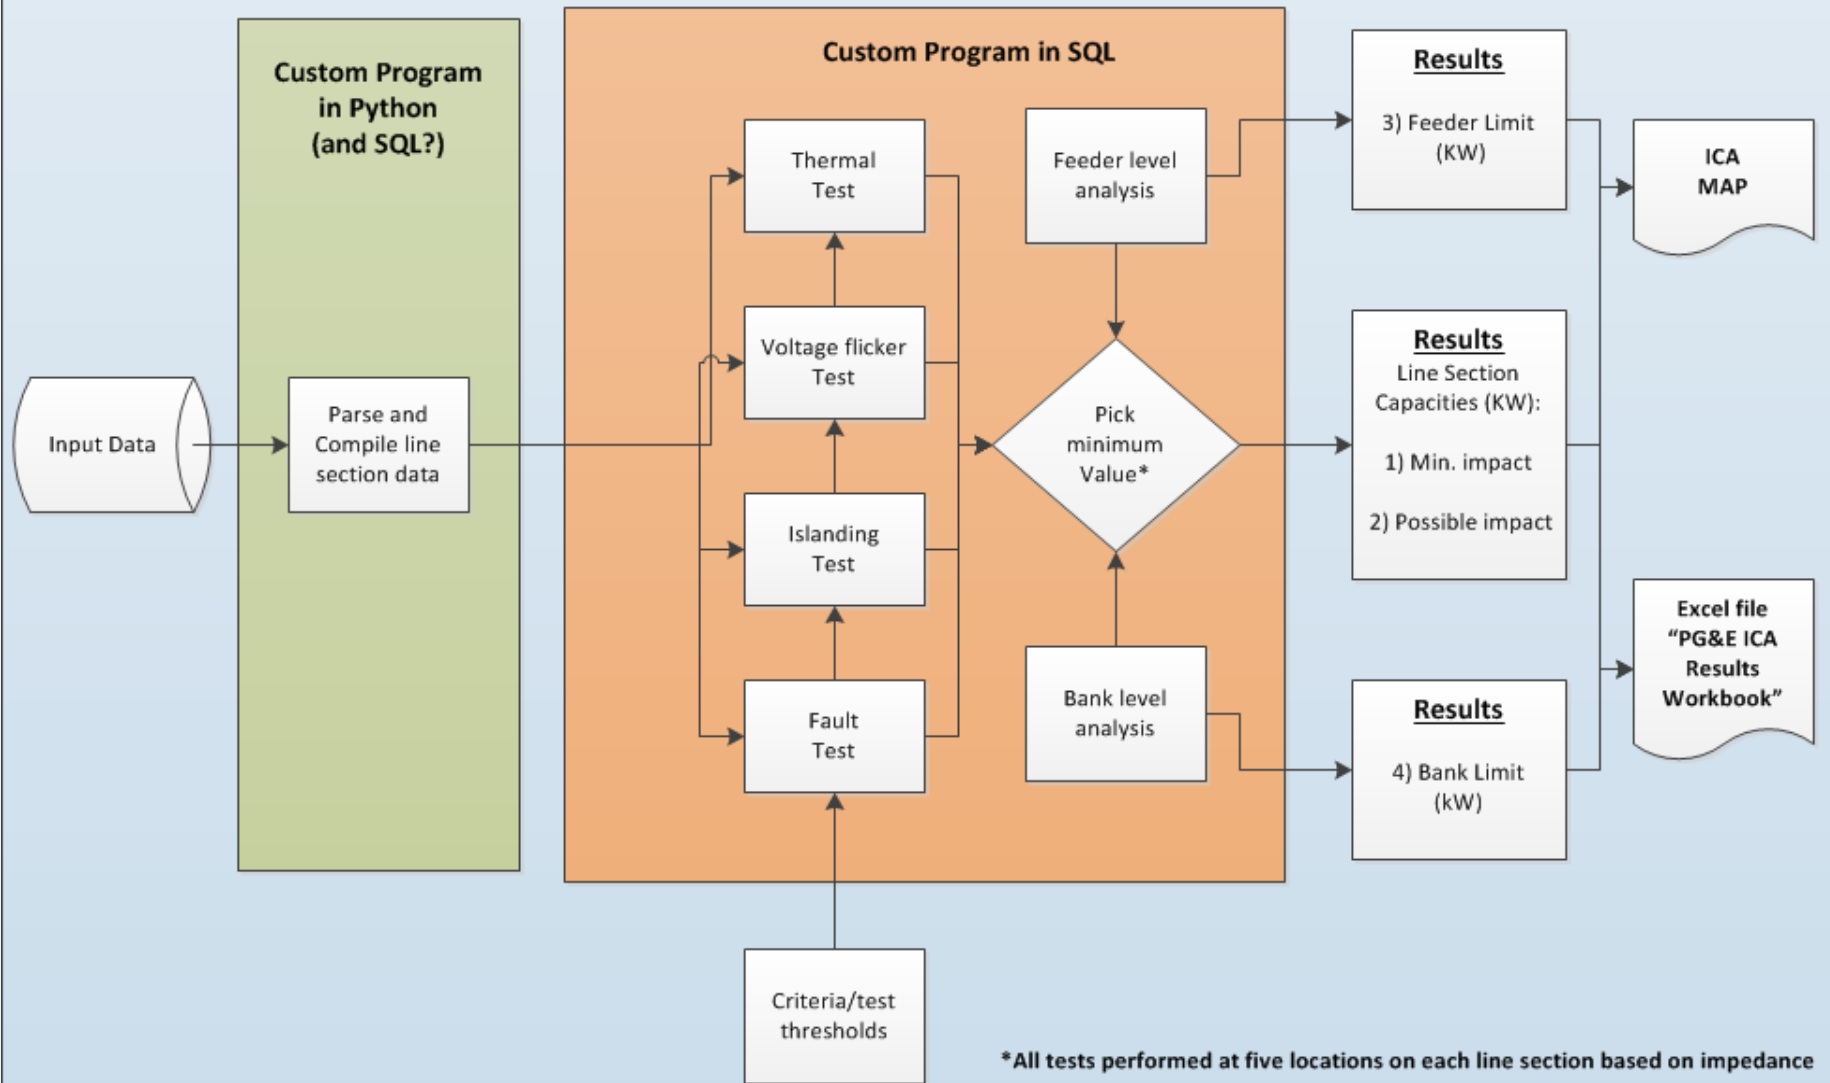 Custom Program
in Python
(and SQL?)
Custom Program in SQL
Input Data
Parse and
Compile line
section data
Thermal
Test
Voltage flicker
Test
Islanding
Test
Fault
Test
Criteria/test
thresholds
Feeder level
analysis
Pick
minimum
Value*
Bank level
analysis
Results
3) Feeder Limit
(KW)
Results
Line Section
Capacities (KW):
1) Min. impact
2) Possible impact
Results
4) Bank Limit
(kW)
ICA
MAP
Excel file
“PG&E ICA
Results
Workbook”
*All tests performed at five locations on each line section based on impedance